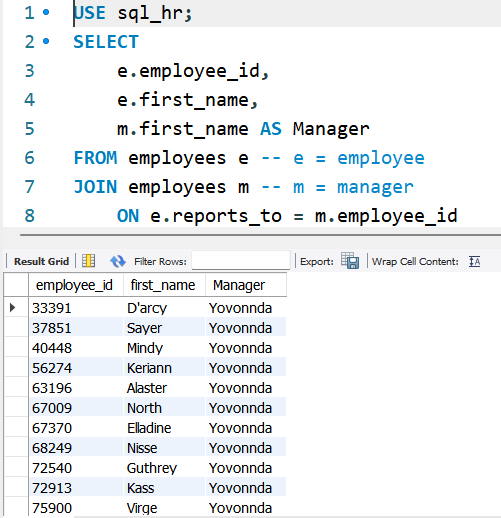 1 USE sql_hr;
2 SELECT
3 e.employee_id,
4 e.first_name,
5 m.first_name AS Manager
6 FROM employees e -- e = employee
7 JOIN employees m -- m = manager
8 ON e.reports_to = m.employee_id
Result Grid Filter Rows: Export: Wrap Cell Content:
employee_id first_name Manager
33391 D'arcy Yovonnda
37851 Sayer Yovonnda
40448 Mindy Yovonnda
56274 Keriann Yovonnda
63196 Alaster Yovonnda
67009 North Yovonnda
67370 Elladine Yovonnda
68249 Nisse Yovonnda
72540 Guthrey Yovonnda
72913 Kass Yovonnda
75900 Virge Yovonnda